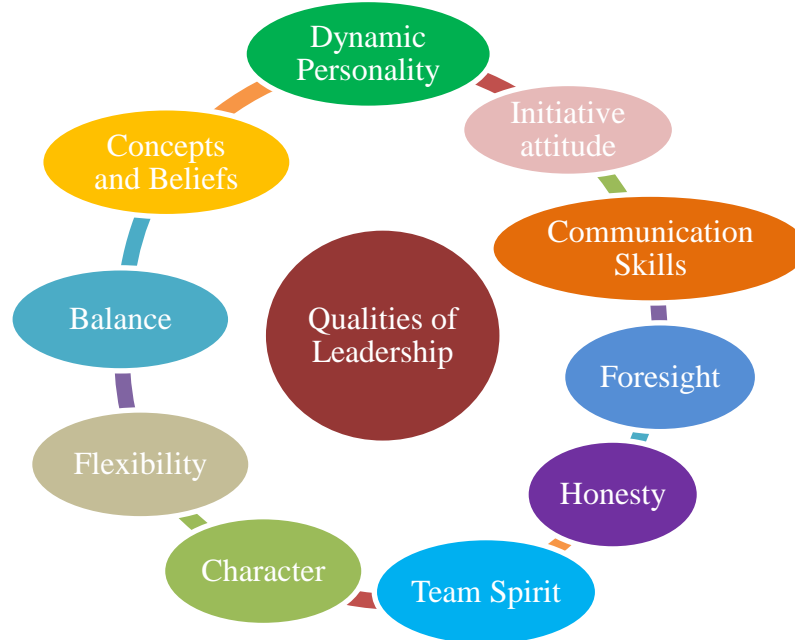 Dynamic
Personality
Initiative
attitude
Communication
Skills
Foresight
Honesty
Team Spirit
Character
Flexibility
Balance
Concepts
and Beliefs
Qualities of
Leadership